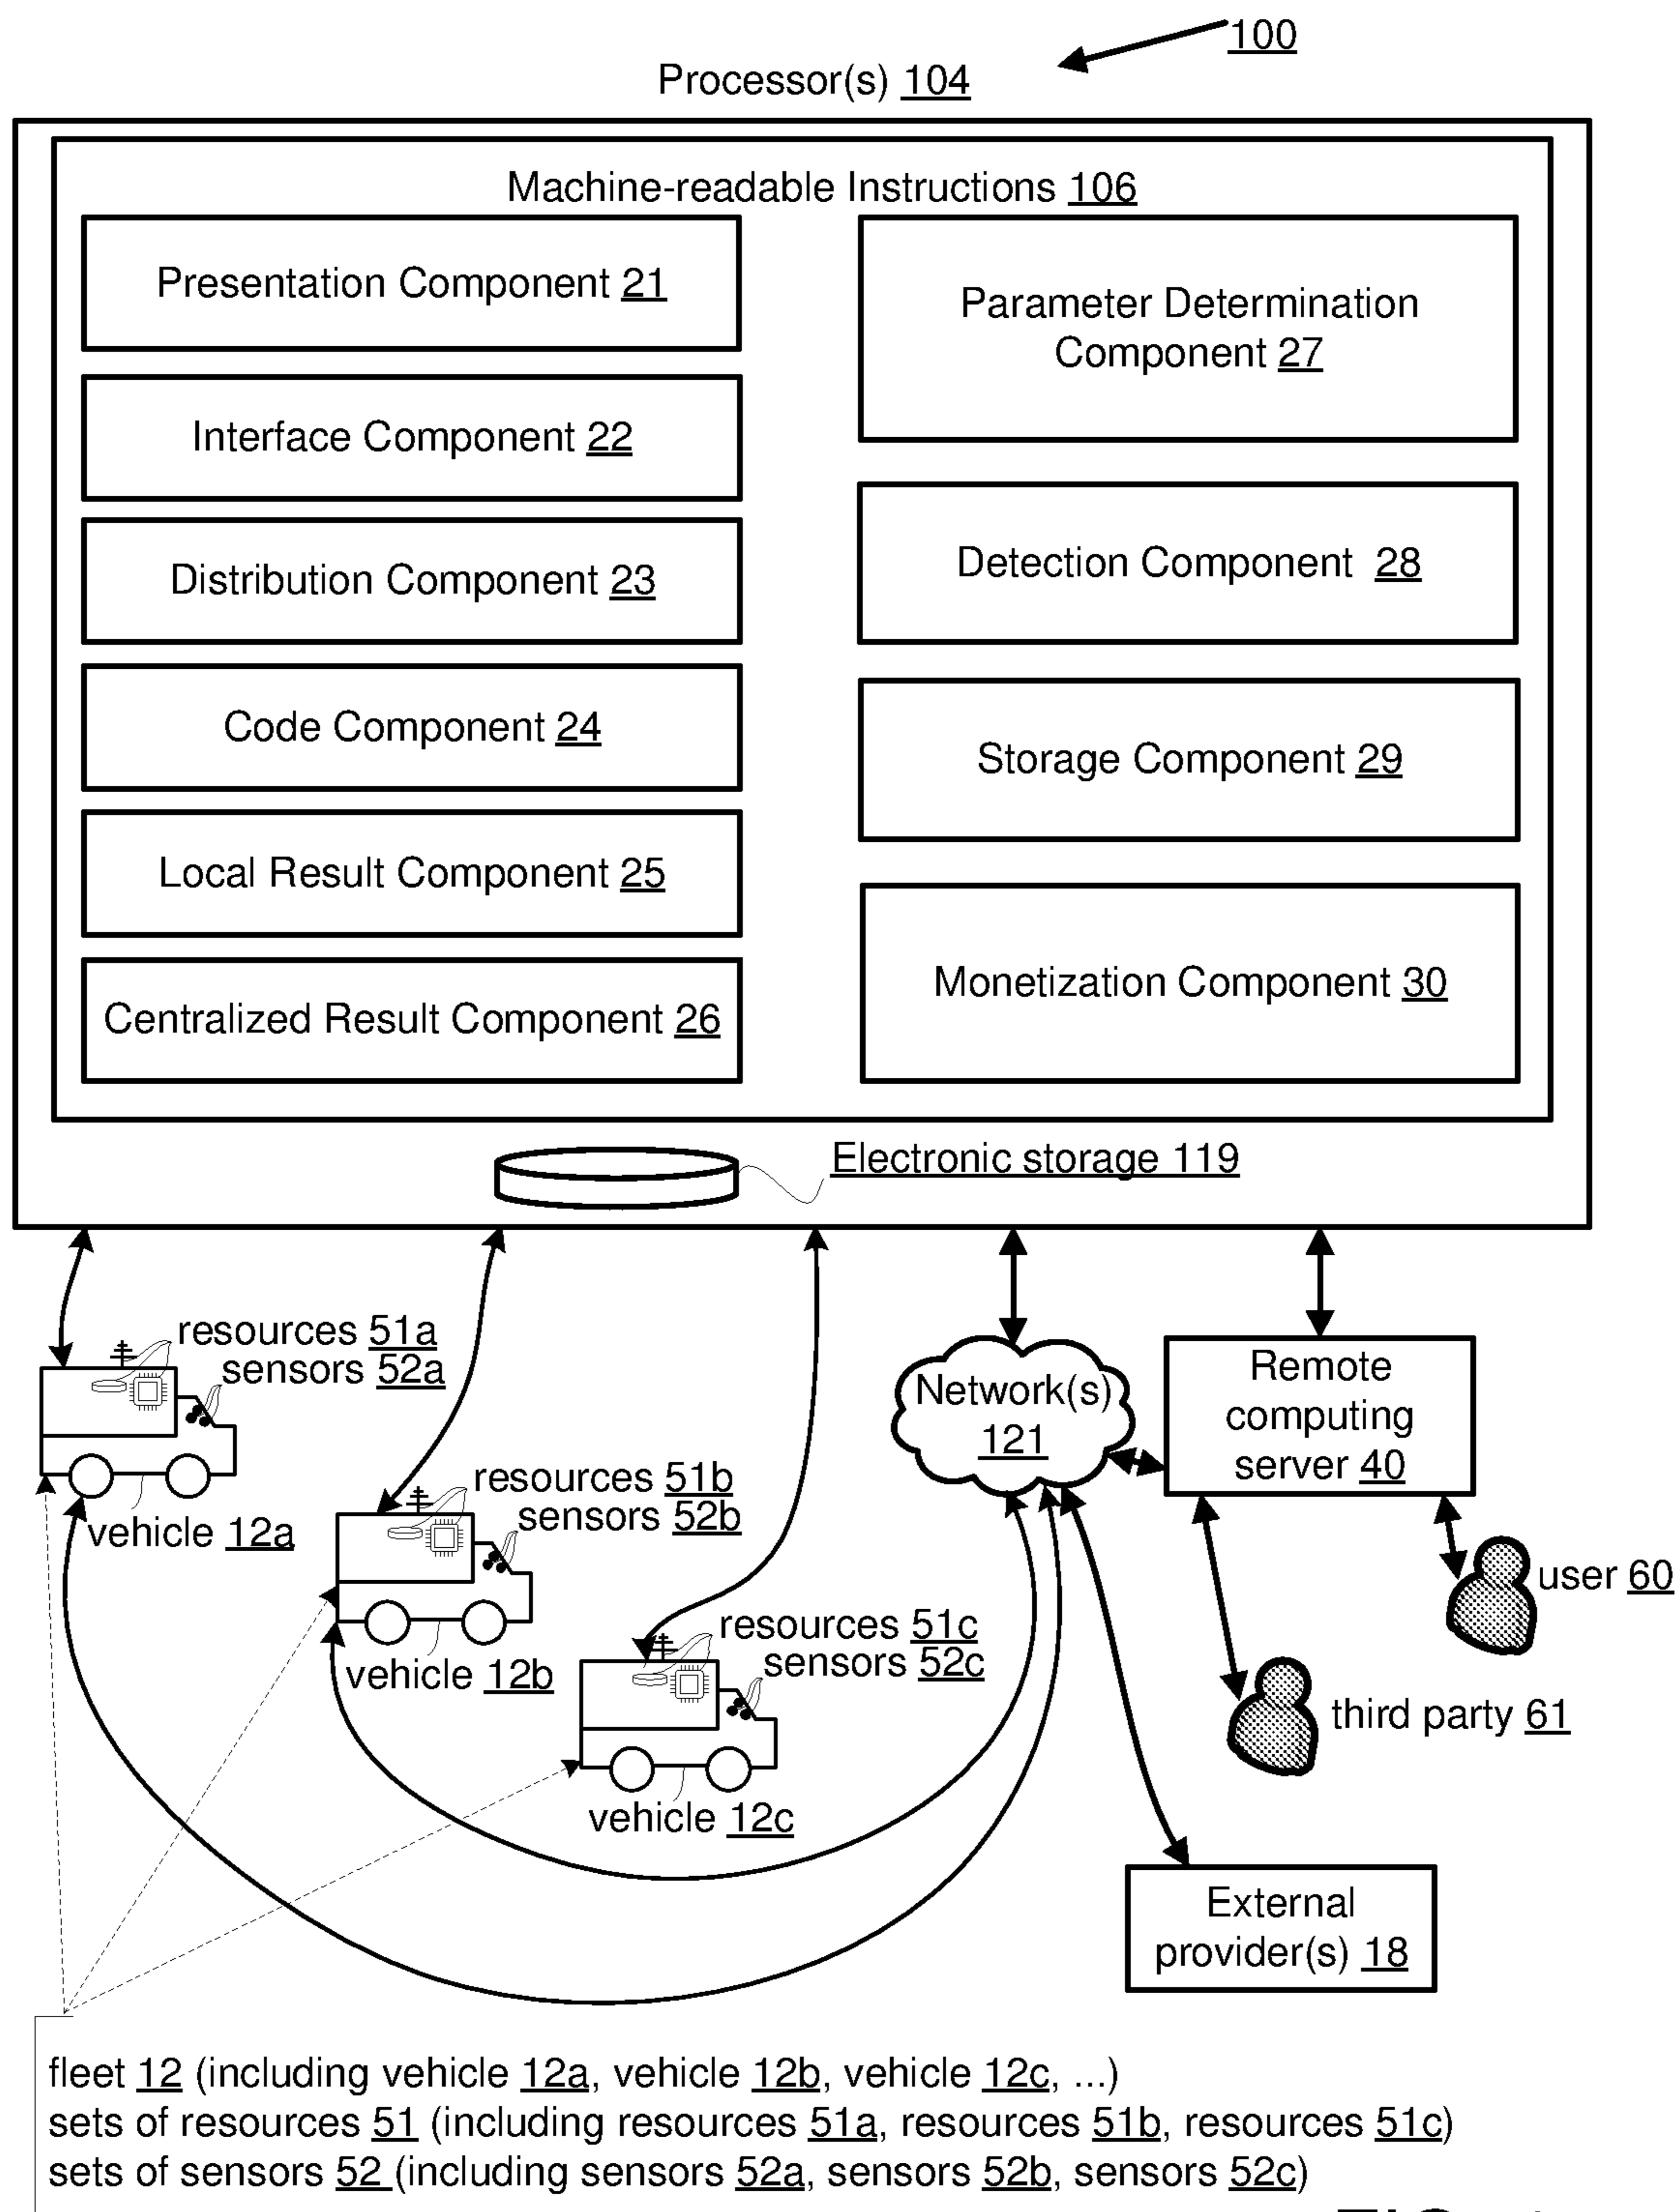 100
Processor(s) 104
Machine-readable Instructions 106
Presentation Component 21
Interface Component 22
Distribution Component 23
Code Component 24
Local Result Component 25
Centralized Result Component 26
Parameter Determination
Component 27
Detection Component 28
Storage Component 29
Monetization Component 30
Electronic storage 119
resources 51a
sensors 52a
vehicle 12a
resources 51b
sensors 52b
vehicle 12b
resources 51c
sensors 52c
vehicle 12c
Network(s)
121
Remote
computing
server 40
user 60
third party 61
External
provider(s) 18
fleet 12 (including vehicle 12a, vehicle 12b, vehicle 12c, ...)
sets of resources 51 (including resources 51a, resources 51b, resources 51c)
sets of sensors 52 (including sensors 52a, sensors 52b, sensors 52c)